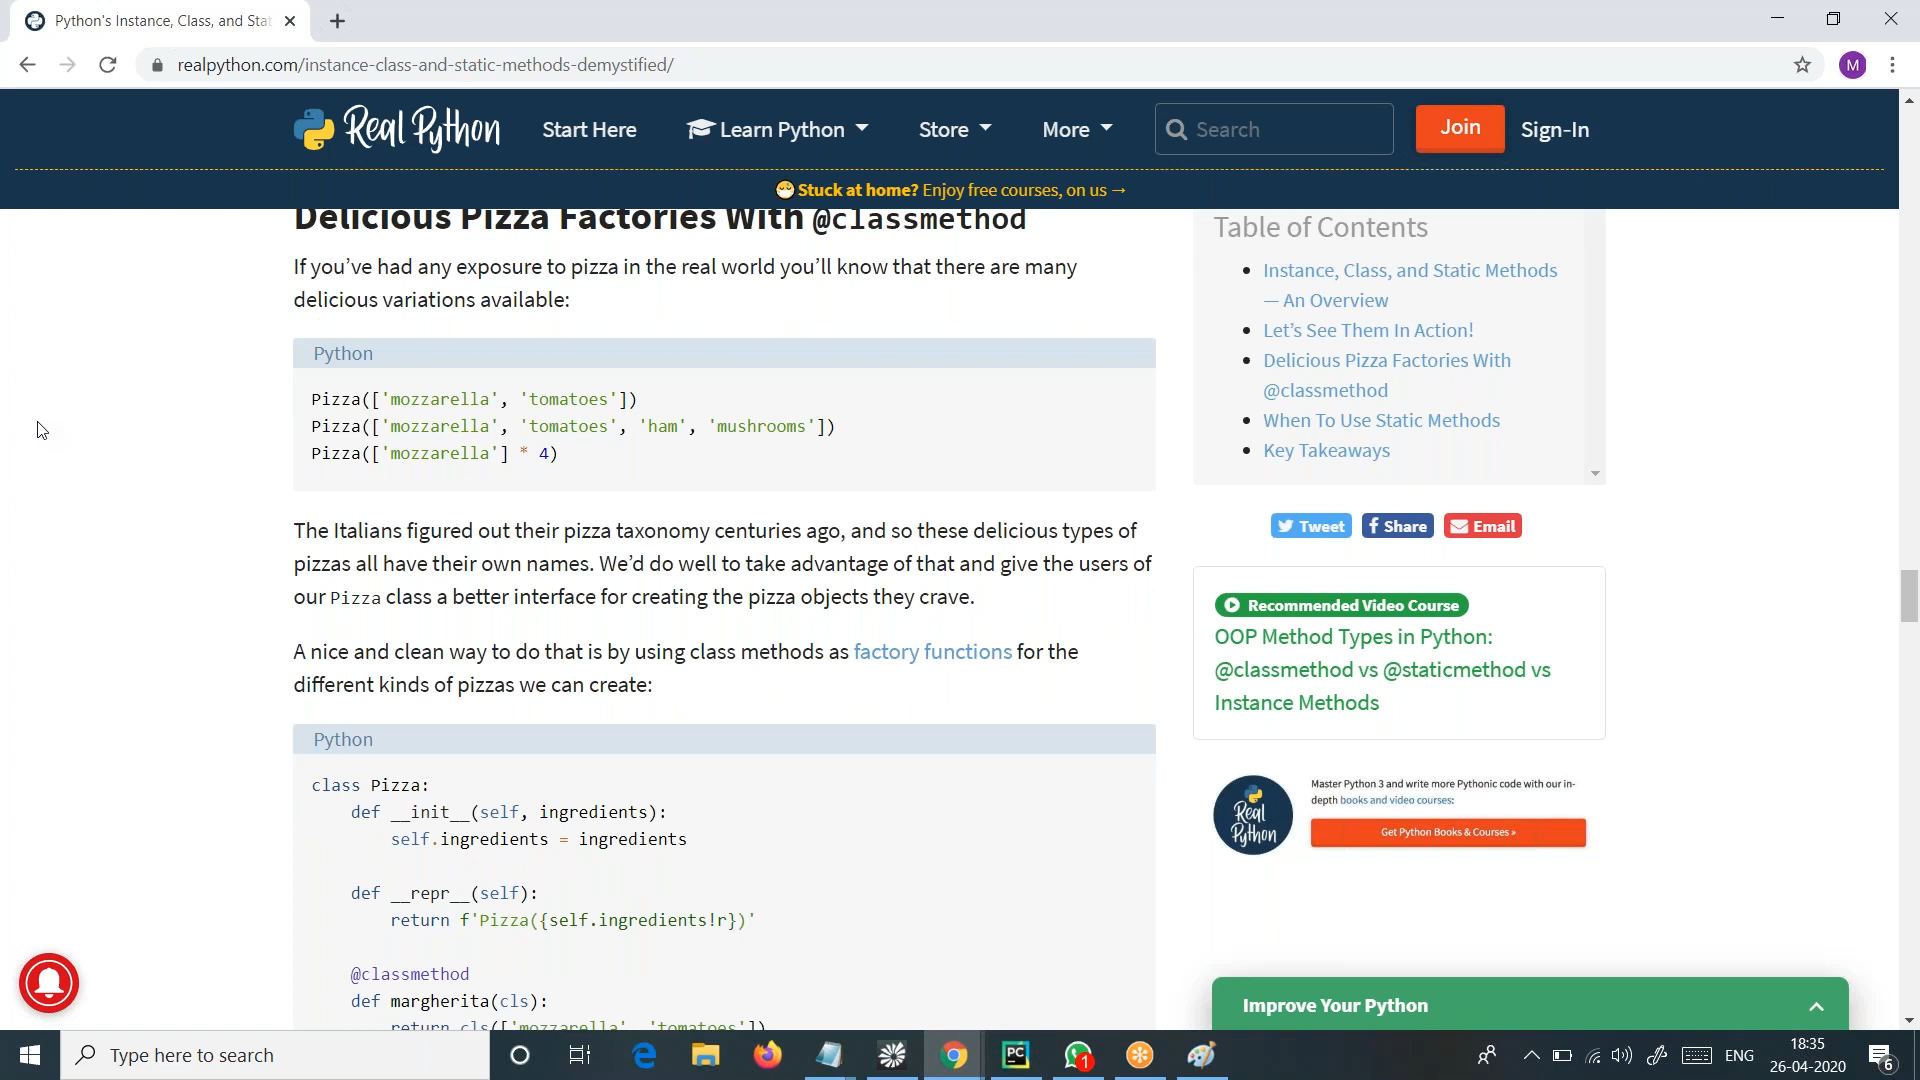 Python's Instance, Class, and Stat
realpython.com/instance-class-and-static-methods-demystified/
M
Real Python
Start Here
Learn Python
Store
More
Search
Join
Sign-In
Stuck at home? Enjoy free courses, on us →
Delicious Pizza Factories With @classmethod
If you’ve had any exposure to pizza in the real world you’ll know that there are many
delicious variations available:
Python
Pizza(['mozzarella', 'tomatoes'])
Pizza(['mozzarella', 'tomatoes', 'ham', 'mushrooms'])
Pizza(['mozzarella'] * 4)
The Italians figured out their pizza taxonomy centuries ago, and so these delicious types of
pizzas all have their own names. We’d do well to take advantage of that and give the users of
our Pizza class a better interface for creating the pizza objects they crave.
A nice and clean way to do that is by using class methods as factory functions for the
different kinds of pizzas we can create:
Python
class Pizza:
    def __init__(self, ingredients):
        self.ingredients = ingredients
    def __repr__(self):
        return f'Pizza({self.ingredients!r})'
    @classmethod
    def margherita(cls):
        return cls(['mozzarella', 'tomatoes'])
Table of Contents
Instance, Class, and Static Methods
— An Overview
Let’s See Them In Action!
Delicious Pizza Factories With
@classmethod
When To Use Static Methods
Key Takeaways
Tweet
Share
Email
Recommended Video Course
OOP Method Types in Python:
@classmethod vs @staticmethod vs
Instance Methods
Real
Python
Master Python 3 and write more Pythonic code with our in-
depth books and video courses:
Get Python Books & Courses »
Improve Your Python
Type here to search
PC
1
ENG
18:35
26-04-2020
6